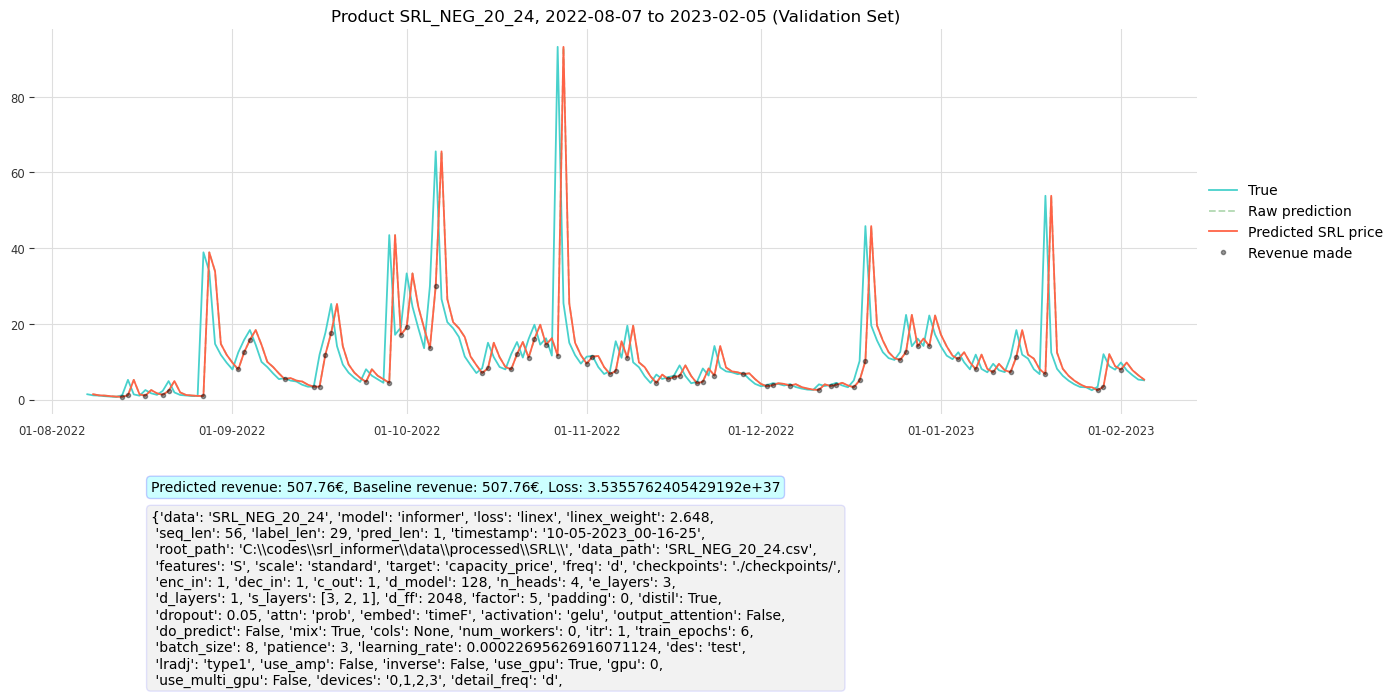 Product SRL_NEG_20_24, 2022-08-07 to 2023-02-05 (Validation Set)
80
60
40
20
0
01-08-2022
01-09-2022
01-10-2022
01-11-2022
01-12-2022
01-01-2023
01-02-2023
True
Raw prediction
Predicted SRL price
Revenue made
Predicted revenue: 507.76€, Baseline revenue: 507.76€, Loss: 3.5355762405429192e+37
{'data': 'SRL_NEG_20_24', 'model': 'informer', 'loss': 'linex', 'linex_weight': 2.648,
'seq_len': 56, 'label_len': 29, 'pred_len': 1, 'timestamp': '10-05-2023_00-16-25',
'root_path': 'C:\\codes\\srl_informer\\data\\processed\\SRL\\', 'data_path': 'SRL_NEG_20_24.csv',
'features': 'S', 'scale': 'standard', 'target': 'capacity_price', 'freq': 'd', 'checkpoints': './checkpoints/',
'enc_in': 1, 'dec_in': 1, 'c_out': 1, 'd_model': 128, 'n_heads': 4, 'e_layers': 3,
'd_layers': 1, 's_layers': [3, 2, 1], 'd_ff': 2048, 'factor': 5, 'padding': 0, 'distil': True,
'dropout': 0.05, 'attn': 'prob', 'embed': 'timeF', 'activation': 'gelu', 'output_attention': False,
'do_predict': False, 'mix': True, 'cols': None, 'num_workers': 0, 'itr': 1, 'train_epochs': 6,
'batch_size': 8, 'patience': 3, 'learning_rate': 0.00022695626916071124, 'des': 'test',
'lradj': 'type1', 'use_amp': False, 'inverse': False, 'use_gpu': True, 'gpu': 0,
'use_multi_gpu': False, 'devices': '0,1,2,3', 'detail_freq': 'd',